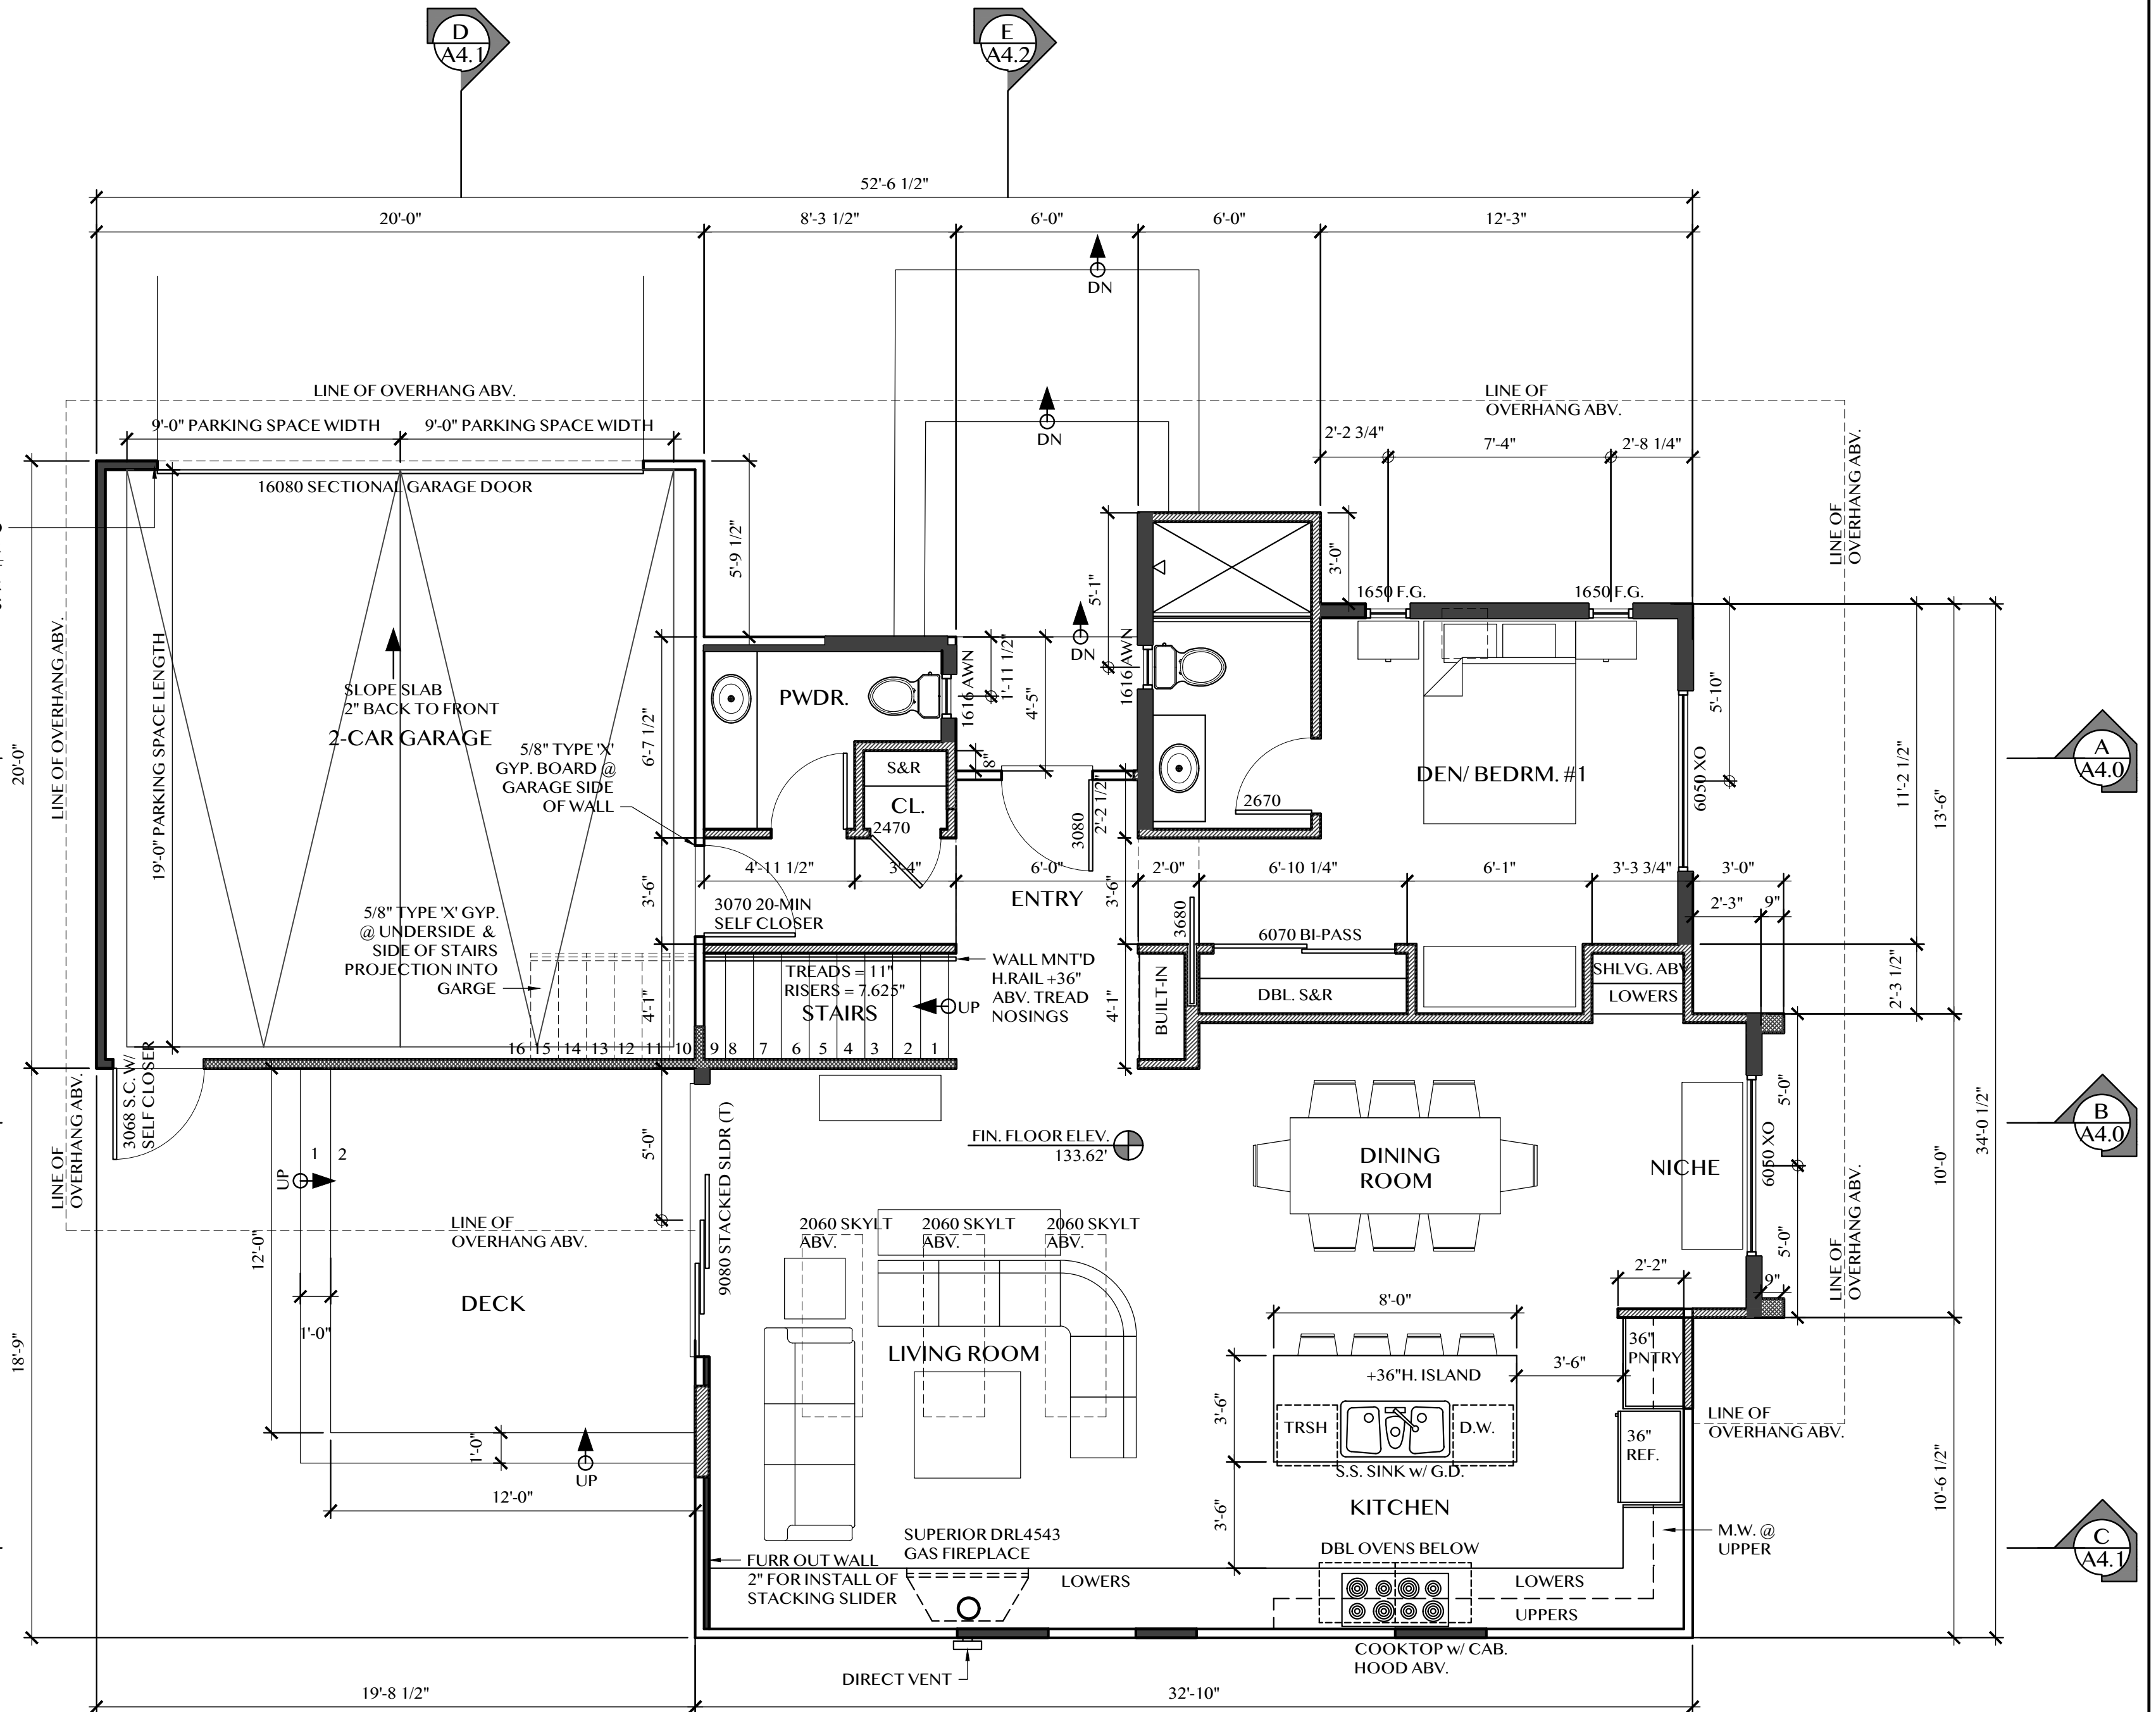 D
A4.1
E
A4.2
52'-6 1/2"
20'-0"
8'-3 1/2"
6'-0"
6'-0"
12'-3"
DN
LINE OF OVERHANG ABV.
LINE OF
OVERHANG ABV.
9'-0" PARKING SPACE WIDTH
9'-0" PARKING SPACE WIDTH
DN
2'-2 3/4"
7'-4"
2'-8 1/4"
LINE OF
OVERHANG ABV.
16080 SECTIONAL GARAGE DOOR
5'-9 1/2"
5'-1"
3'-0"
1650 F.G.
1650 F.G.
LINE OF OVERHANG ABV.
20'-0"
19'-0" PARKING SPACE LENGTH
SLOPE SLAB
2" BACK TO FRONT
2-CAR GARAGE
6'-7 1/2"
PWDR.
1616 AWN
1'-11 1/2"
4'-5"
DN
1616 AWN
5'-10"
11'-2 1/2"
13'-6"
34'-0 1/2"
A
A4.0
5/8" TYPE 'X'
GYP. BOARD @
GARAGE SIDE
OF WALL
S&R
CL.
2470
8"
3080
2'-2 1/2"
2670
DEN/ BEDRM. #1
6050 XO
4'-11 1/2"
3'-4"
6'-0"
2'-0"
6'-10 1/4"
6'-1"
3'-3 3/4"
3'-0"
3'-6"
3070 20-MIN
SELF CLOSER
ENTRY
3'-6"
3680
2'-3"
9"
5/8" TYPE 'X' GYP.
@ UNDERSIDE &
SIDE OF STAIRS
PROJECTION INTO
GARGE
6070 BI-PASS
TREADS = 11"
RISERS = 7.625"
STAIRS
UP
WALL MNT'D
H.RAIL +36"
ABV. TREAD
NOSINGS
4'-1"
4'-1"
BUILT-IN
DBL. S&R
SHLVG. ABV
LOWERS
2'-3 1/2"
16 15 14 13 12 11 10 9 8 7 6 5 4 3 2 1
LINE OF
OVERHANG ABV.
3068 S.C. W/
SELF CLOSER
1 2
UP
5'-0"
9080 STACKED SLDR (T)
FIN. FLOOR ELEV.
133.62'
DINING
ROOM
NICHE
6050 XO
5'-0"
5'-0"
10'-0"
B
A4.0
LINE OF
OVERHANG ABV.
12'-0"
LINE OF
OVERHANG ABV.
2060 SKYLT
ABV.
2060 SKYLT
ABV.
2060 SKYLT
ABV.
DECK
1'-0"
18'-9"
LIVING ROOM
8'-0"
2'-2"
9"
36"
PNTRY
+36"H. ISLAND
3'-6"
3'-6"
TRSH
D.W.
S.S. SINK w/ G.D.
36"
REF.
LINE OF
OVERHANG ABV.
10'-6 1/2"
1'-0"
UP
12'-0"
KITCHEN
3'-6"
SUPERIOR DRL4543
GAS FIREPLACE
DBL OVENS BELOW
M.W. @
UPPER
C
A4.1
FURR OUT WALL
2" FOR INSTALL OF
STACKING SLIDER
LOWERS
LOWERS
UPPERS
COOKTOP w/ CAB.
HOOD ABV.
DIRECT VENT
19'-8 1/2"
32'-10"